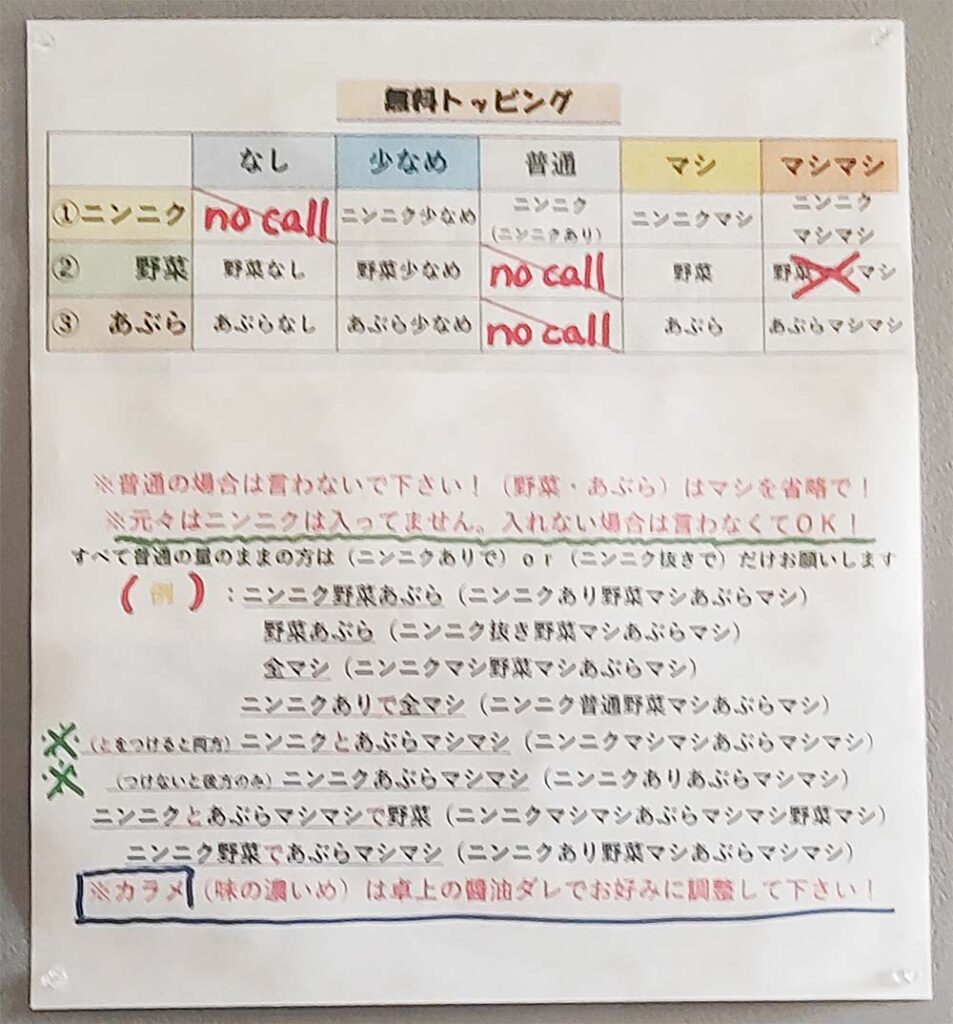 無料トッピング
なし 少なめ 普通 マシ マシマシ
①ニンニク no call ニンニク少なめ ニンニク (ニンニクあり) ニンニクマシ ニンニク マシマシ
② 野菜 野菜なし 野菜少なめ no call 野菜 野菜マシマシ
③ あぶら あぶらなし あぶら少なめ no call あぶら あぶらマシマシ
※普通の場合は言わないで下さい！（野菜・あぶら）はマシを省略で！
※元々はニンニクは入ってません。入れない場合は言わなくてOK！
すべて普通の量のままの方は（ニンニクありで）or（ニンニク抜きで）だけお願いします
（例）：ニンニク野菜あぶら（ニンニクあり野菜マシあぶらマシ）
野菜あぶら（ニンニク抜き野菜マシあぶらマシ）
全マシ（ニンニクマシ野菜マシあぶらマシ）
ニンニクありで全マシ（ニンニク普通野菜マシあぶらマシ）
※（とをつけると両方）ニンニクとあぶらマシマシ（ニンニクマシマシあぶらマシマシ）
※（つけないと後方のみ）ニンニクあぶらマシマシ（ニンニクありあぶらマシマシ）
ニンニクとあぶらマシマシで野菜（ニンニクマシマシあぶらマシマシ野菜マシ）
ニンニク野菜であぶらマシマシ（ニンニクあり野菜マシあぶらマシマシ）
※カラメ（味の濃いめ）は卓上の醤油ダレでお好みに調整して下さい！